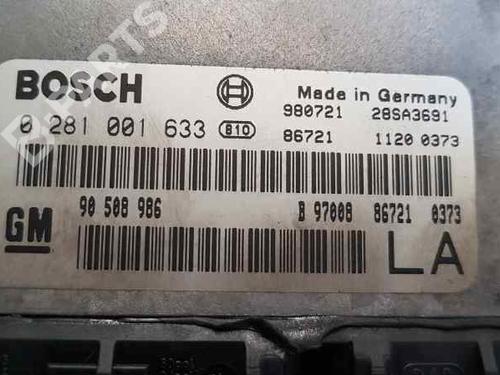 BOSCH Made in Germany
980721 28SA3691
0 281 001 633 B10 86721 1120 0373
GM 90 508 986 B 97008 86721 0373
LA